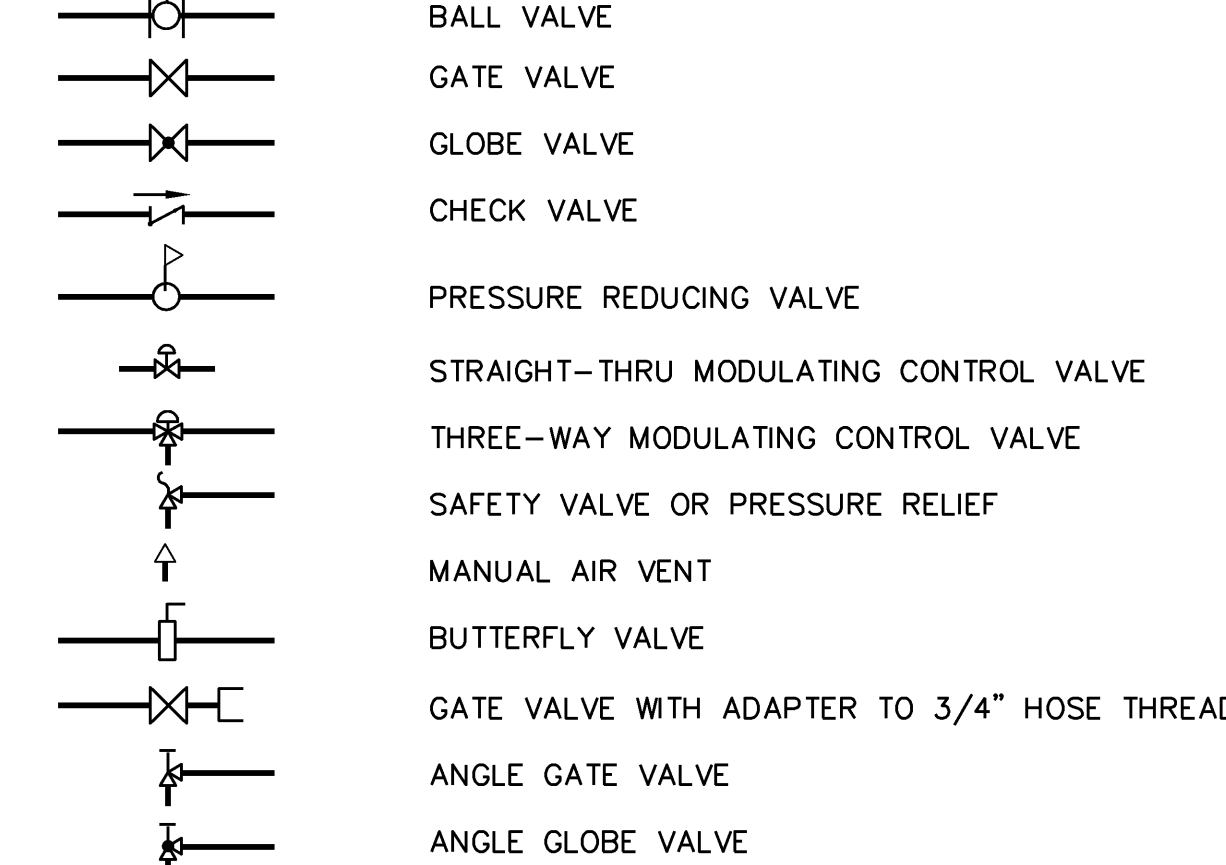 BALL VALVE
GATE VALVE
GLOBE VALVE
CHECK VALVE
PRESSURE REDUCING VALVE
STRAIGHT-THRU MODULATING CONTROL VALVE
THREE-WAY MODULATING CONTROL VALVE
SAFETY VALVE OR PRESSURE RELIEF
MANUAL AIR VENT
BUTTERFLY VALVE
GATE VALVE WITH ADAPTER TO 3/4" HOSE THREAD
ANGLE GATE VALVE
ANGLE GLOBE VALVE